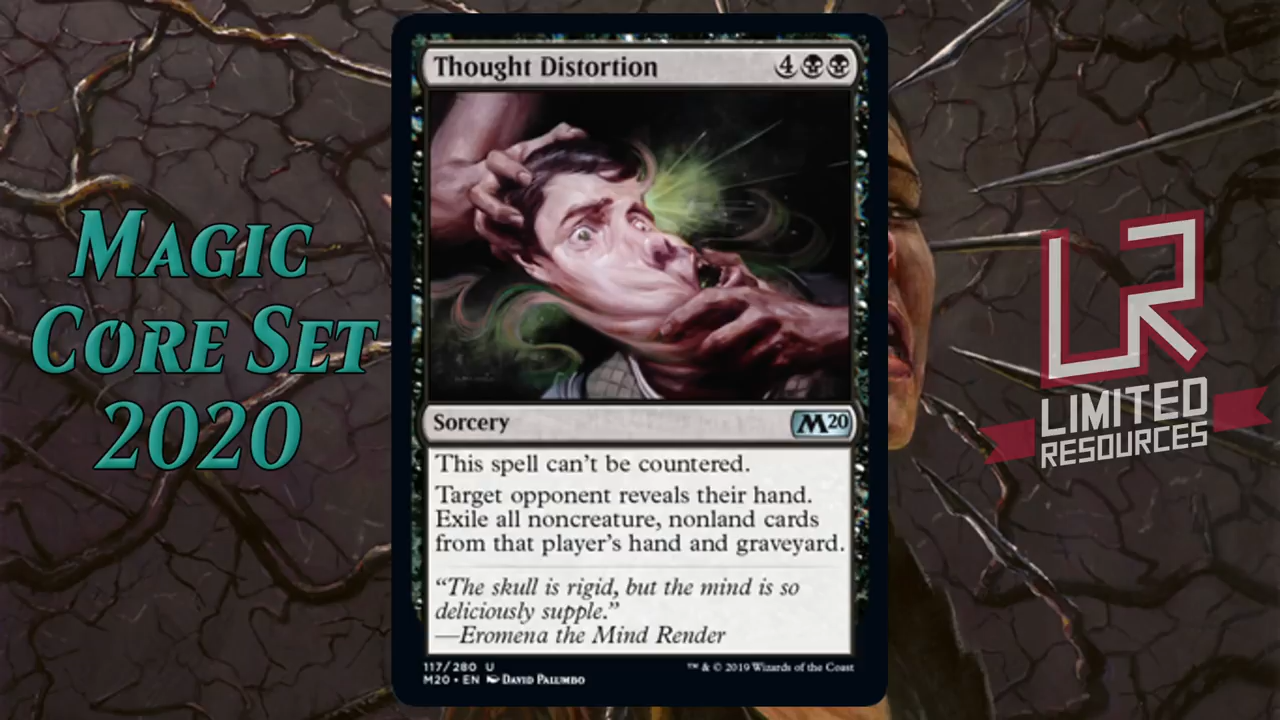 Magic
Core Set
2020
Thought Distortion 4
Sorcery M20
This spell can't be countered.
Target opponent reveals their hand.
Exile all noncreature, nonland cards
from that player's hand and graveyard.
“The skull is rigid, but the mind is so
deliciously supple.”
—Eromena the Mind Render
117/280 U
M20 • EN David Palumbo
™ & © 2019 Wizards of the Coast
LR
LIMITED
RESOURCES